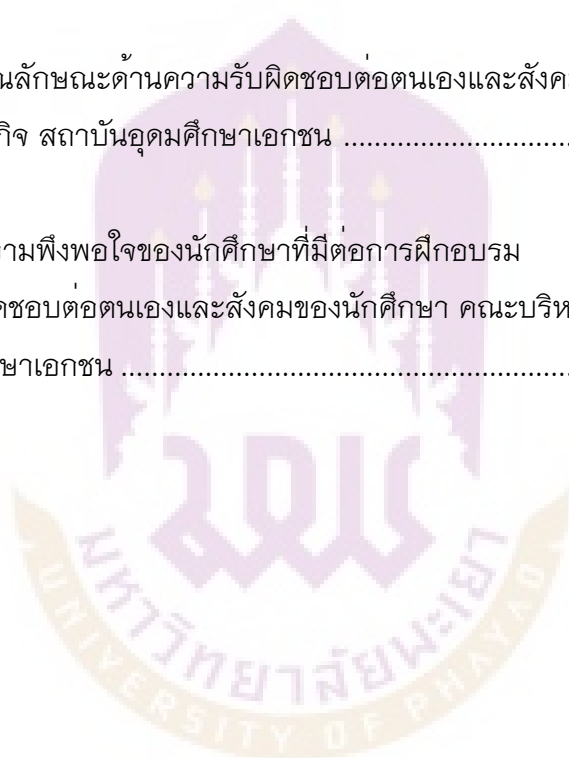 นลักษณะด้านความรับผิดชอบต่อตนเองและสังค
กิจ สถาบันอุดมศึกษาเอกชน ..............................
ามพึงพอใจของนักศึกษาที่มีต่อการฝึกอบรม
ดชอบต่อตนเองและสังคมของนักศึกษา คณะบริห
ษาเอกชน ..........................................................
มพย
มหาวิทยาลัยพะเยา
UNIVERSITY OF PHAYAO